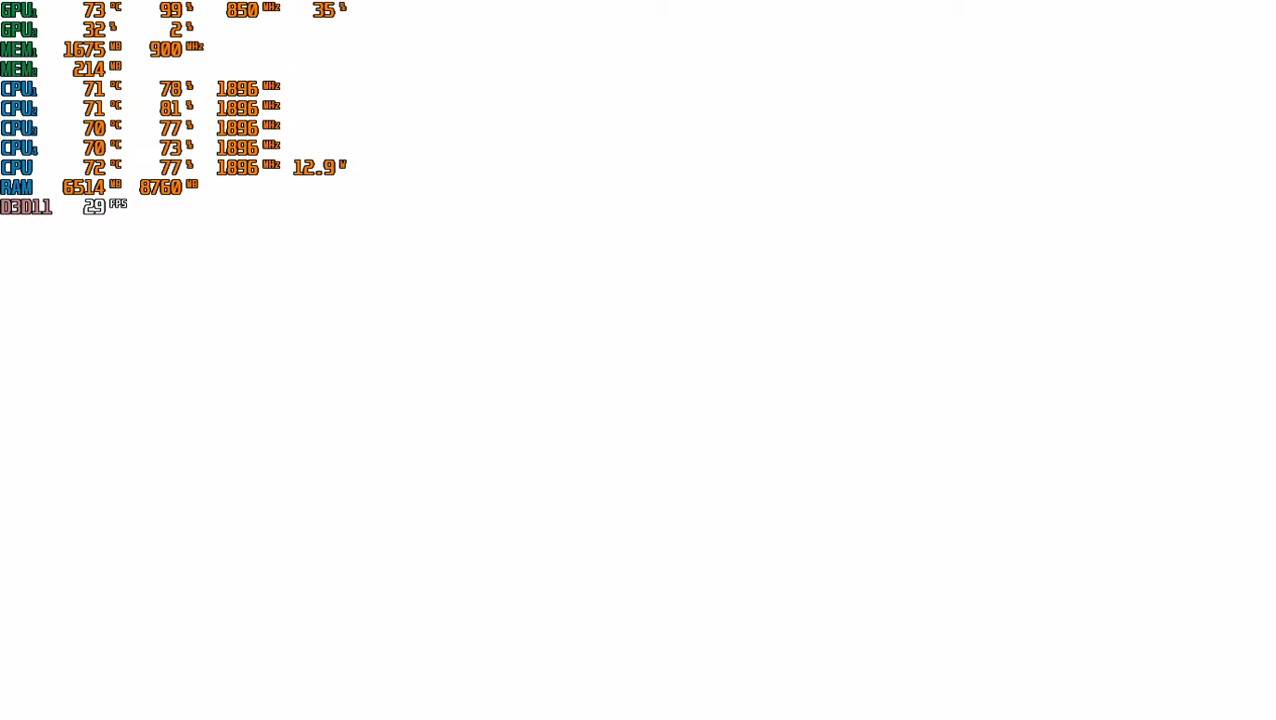 GPU₁ 73 °C 99 % 850 MHz 35 %
GPU₂ 32 % 2 %
MEM₁ 1675 MB 900 MHz
MEM₂ 214 MB
CPU₁ 71 °C 78 % 1896 MHz
CPU₂ 71 °C 81 % 1896 MHz
CPU₃ 70 °C 77 % 1896 MHz
CPU₄ 70 °C 73 % 1896 MHz
CPU 72 °C 77 % 1896 MHz 12.9 W
RAM 6514 MB 8760 MB
D3D11 29 FPS